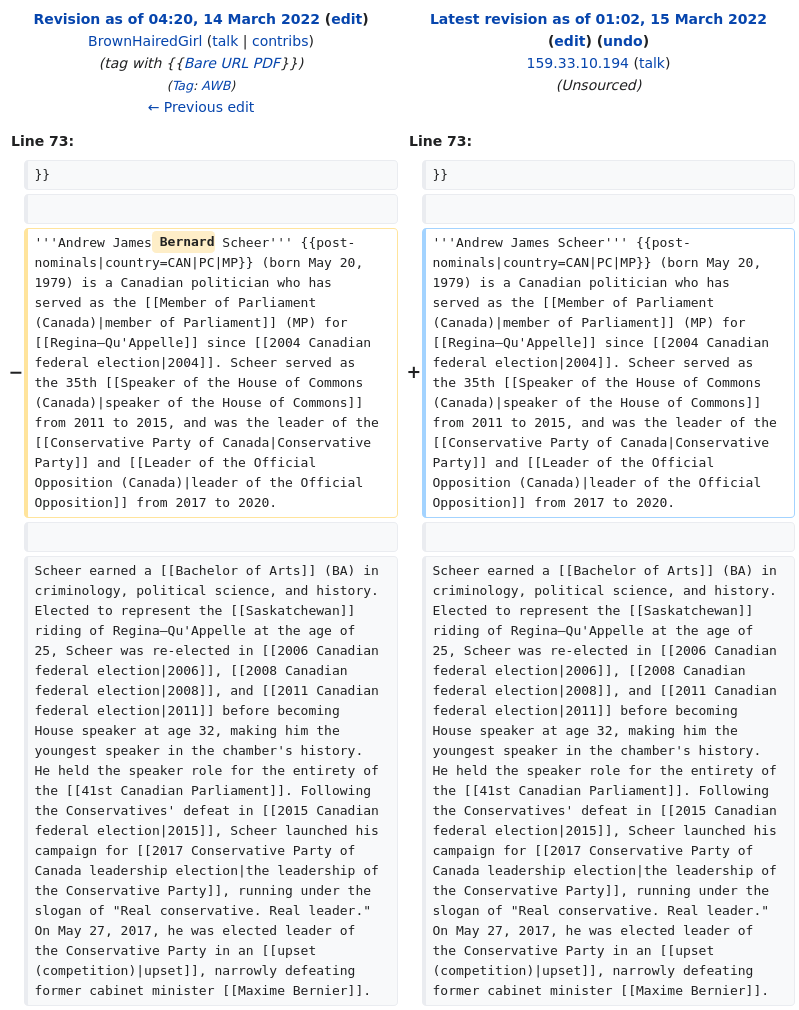 Revision as of 04:20, 14 March 2022 (edit)
BrownHairedGirl (talk | contribs)
(tag with {{Bare URL PDF}})
(Tag: AWB)
← Previous edit
Latest revision as of 01:02, 15 March 2022
(edit) (undo)
159.33.10.194 (talk)
(Unsourced)
Line 73:
}}
−
'''Andrew James Bernard Scheer''' {{post-
nominals|country=CAN|PC|MP}} (born May 20,
1979) is a Canadian politician who has
served as the [[Member of Parliament
(Canada)|member of Parliament]] (MP) for
[[Regina—Qu'Appelle]] since [[2004 Canadian
federal election|2004]]. Scheer served as
the 35th [[Speaker of the House of Commons
(Canada)|speaker of the House of Commons]]
from 2011 to 2015, and was the leader of the
[[Conservative Party of Canada|Conservative
Party]] and [[Leader of the Official
Opposition (Canada)|leader of the Official
Opposition]] from 2017 to 2020.
Scheer earned a [[Bachelor of Arts]] (BA) in
criminology, political science, and history.
Elected to represent the [[Saskatchewan]]
riding of Regina—Qu'Appelle at the age of
25, Scheer was re-elected in [[2006 Canadian
federal election|2006]], [[2008 Canadian
federal election|2008]], and [[2011 Canadian
federal election|2011]] before becoming
House speaker at age 32, making him the
youngest speaker in the chamber's history.
He held the speaker role for the entirety of
the [[41st Canadian Parliament]]. Following
the Conservatives' defeat in [[2015 Canadian
federal election|2015]], Scheer launched his
campaign for [[2017 Conservative Party of
Canada leadership election|the leadership of
the Conservative Party]], running under the
slogan of "Real conservative. Real leader."
On May 27, 2017, he was elected leader of
the Conservative Party in an [[upset
(competition)|upset]], narrowly defeating
former cabinet minister [[Maxime Bernier]].
Line 73:
}}
+
'''Andrew James Scheer''' {{post-
nominals|country=CAN|PC|MP}} (born May 20,
1979) is a Canadian politician who has
served as the [[Member of Parliament
(Canada)|member of Parliament]] (MP) for
[[Regina—Qu'Appelle]] since [[2004 Canadian
federal election|2004]]. Scheer served as
the 35th [[Speaker of the House of Commons
(Canada)|speaker of the House of Commons]]
from 2011 to 2015, and was the leader of the
[[Conservative Party of Canada|Conservative
Party]] and [[Leader of the Official
Opposition (Canada)|leader of the Official
Opposition]] from 2017 to 2020.
Scheer earned a [[Bachelor of Arts]] (BA) in
criminology, political science, and history.
Elected to represent the [[Saskatchewan]]
riding of Regina—Qu'Appelle at the age of
25, Scheer was re-elected in [[2006 Canadian
federal election|2006]], [[2008 Canadian
federal election|2008]], and [[2011 Canadian
federal election|2011]] before becoming
House speaker at age 32, making him the
youngest speaker in the chamber's history.
He held the speaker role for the entirety of
the [[41st Canadian Parliament]]. Following
the Conservatives' defeat in [[2015 Canadian
federal election|2015]], Scheer launched his
campaign for [[2017 Conservative Party of
Canada leadership election|the leadership of
the Conservative Party]], running under the
slogan of "Real conservative. Real leader."
On May 27, 2017, he was elected leader of
the Conservative Party in an [[upset
(competition)|upset]], narrowly defeating
former cabinet minister [[Maxime Bernier]].